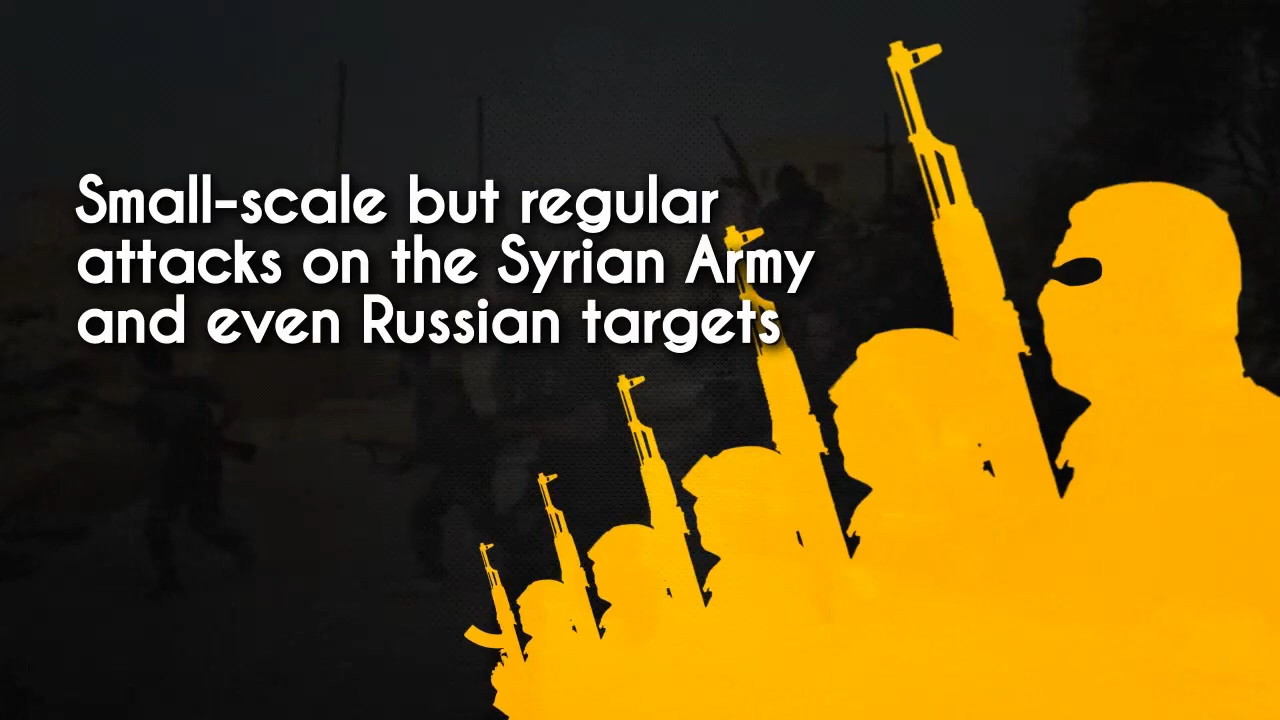 Small-scale but regular
attacks on the Syrian Army
and even Russian targets